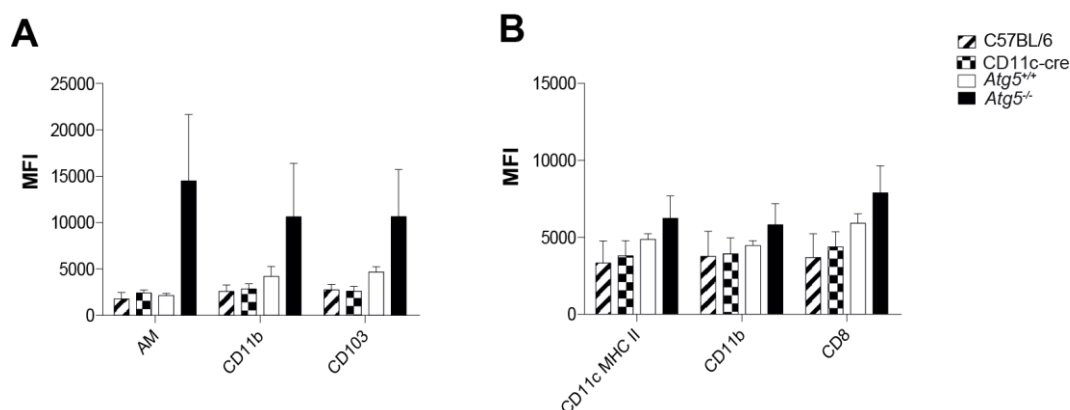 A
MFI
25000
20000
15000
10000
5000
0
AM
CD11b
CD103
B
MFI
15000
10000
5000
0
CD11c MHC II
CD11b
CD8
C57BL/6
CD11c-cre
Atg5+/+
Atg5-/-